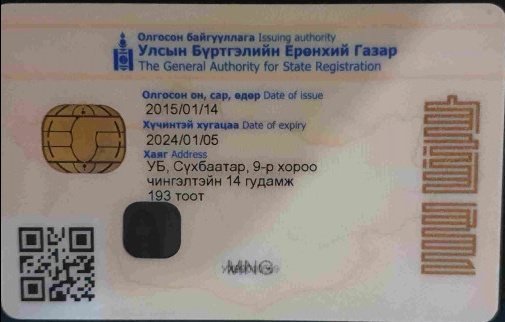 Олгосон байгууллага Issuing authority
Улсын Бүртгэлийн Ерөнхий Газар
The General Authority for State Registration
Олгосон он, сар, өдөр Date of issue
2015/01/14
Хүчинтэй хугацаа Date of expiry
2024/01/05
Хаяг Address
УБ, Сүхбаатар, 9-р хороо
чингэлтэйн 14 гудамж
193 тоот
MNG